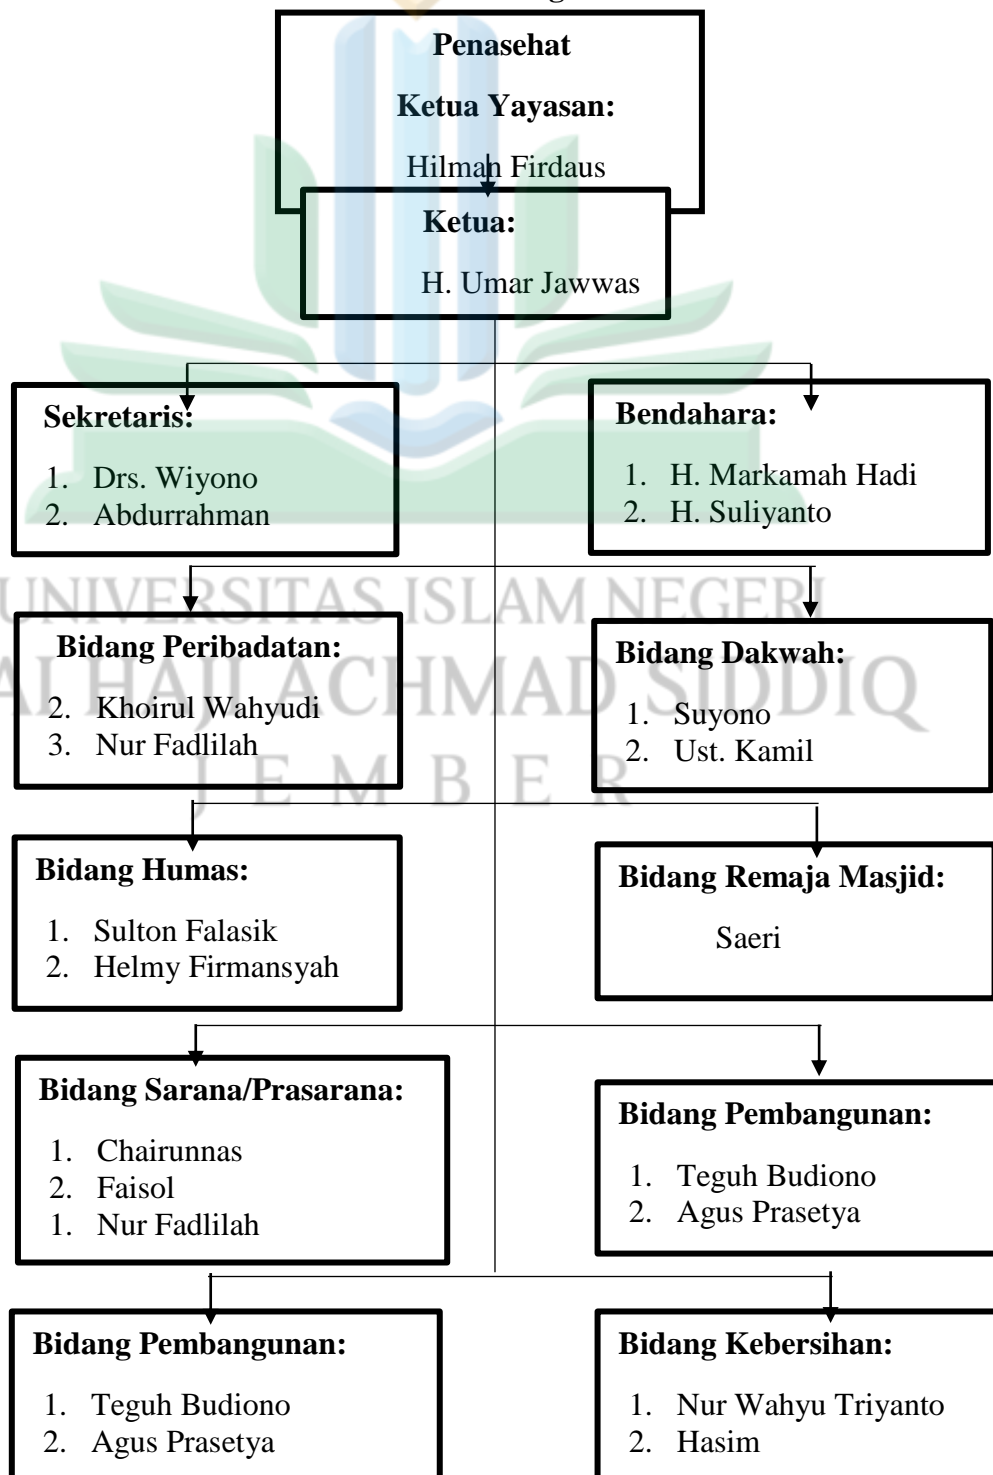 Penasehat
Ketua Yayasan:
Hilman Firdaus
Ketua:
H. Umar Jawwas
Sekretaris:
1. Drs. Wiyono
2. Abdurrahman
Bendahara:
1. H. Markamah Hadi
2. H. Suliyanto
UNIVERSITAS ISLAM NEGERI
Bidang Peribadatan:
2. Khoirul Wahyudi
3. Nur Fadlilah
Bidang Dakwah:
1. Suyono
2. Ust. Kamil
AI HAJI ACHMAD SIDDIQ
JEMBER
Bidang Humas:
1. Sulton Falasik
2. Helmy Firmansyah
Bidang Remaja Masjid:
Saeri
Bidang Sarana/Prasarana:
1. Chairunnas
2. Faisol
1. Nur Fadlilah
Bidang Pembangunan:
1. Teguh Budiono
2. Agus Prasetya
Bidang Pembangunan:
1. Teguh Budiono
2. Agus Prasetya
Bidang Kebersihan:
1. Nur Wahyu Triyanto
2. Hasim